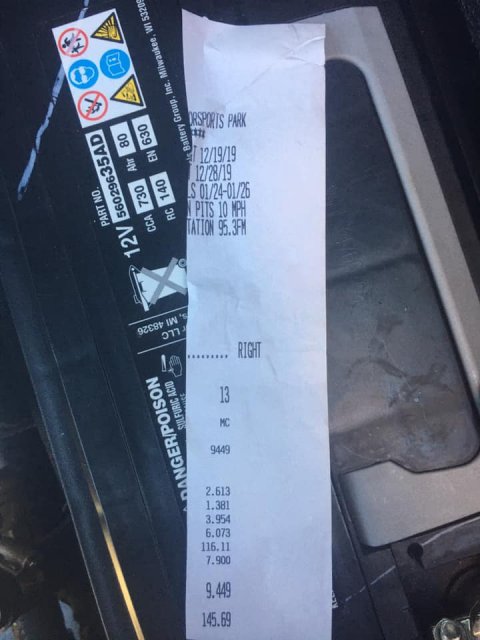 ORSPORTS PARK
****
12/19/19
12/28/19
LS 01/24-01/26
N PITS 10 MPH
TATION 95.3FM
......... RIGHT
13
MC
9449
2.613
1.381
3.954
6.073
116.11
7.900
9.449
145.69
PART NO.
56029635AD
12V
CCA 730
RC 140
Ahr 80
EN 630
Battery Group, Inc. Milwaukee, WI 5320
r LLC
s, MI 48326
DANGER/POISON
SULFURIC ACID